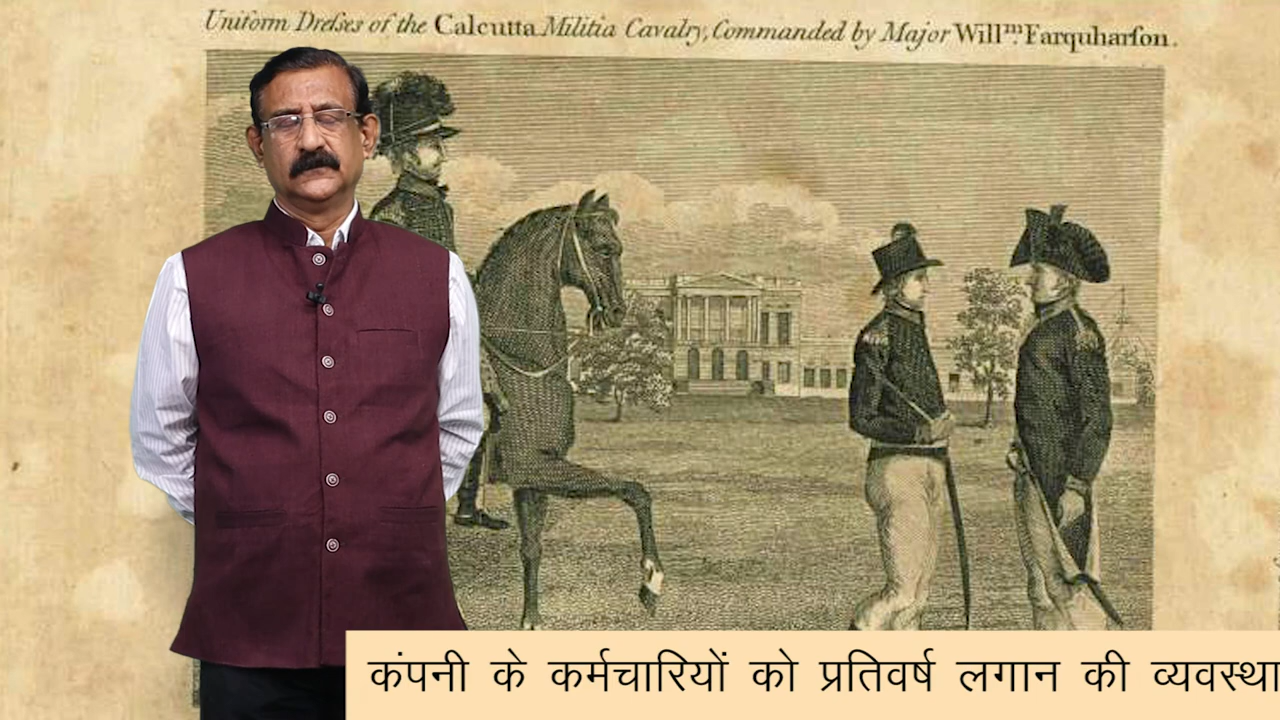 Uniform Dreſses of the Calcutta Militia Cavalry, Commanded by Major Willᵐ. Farquharſon.
कंपनी के कर्मचारियों को प्रतिवर्ष लगान की व्यवस्था